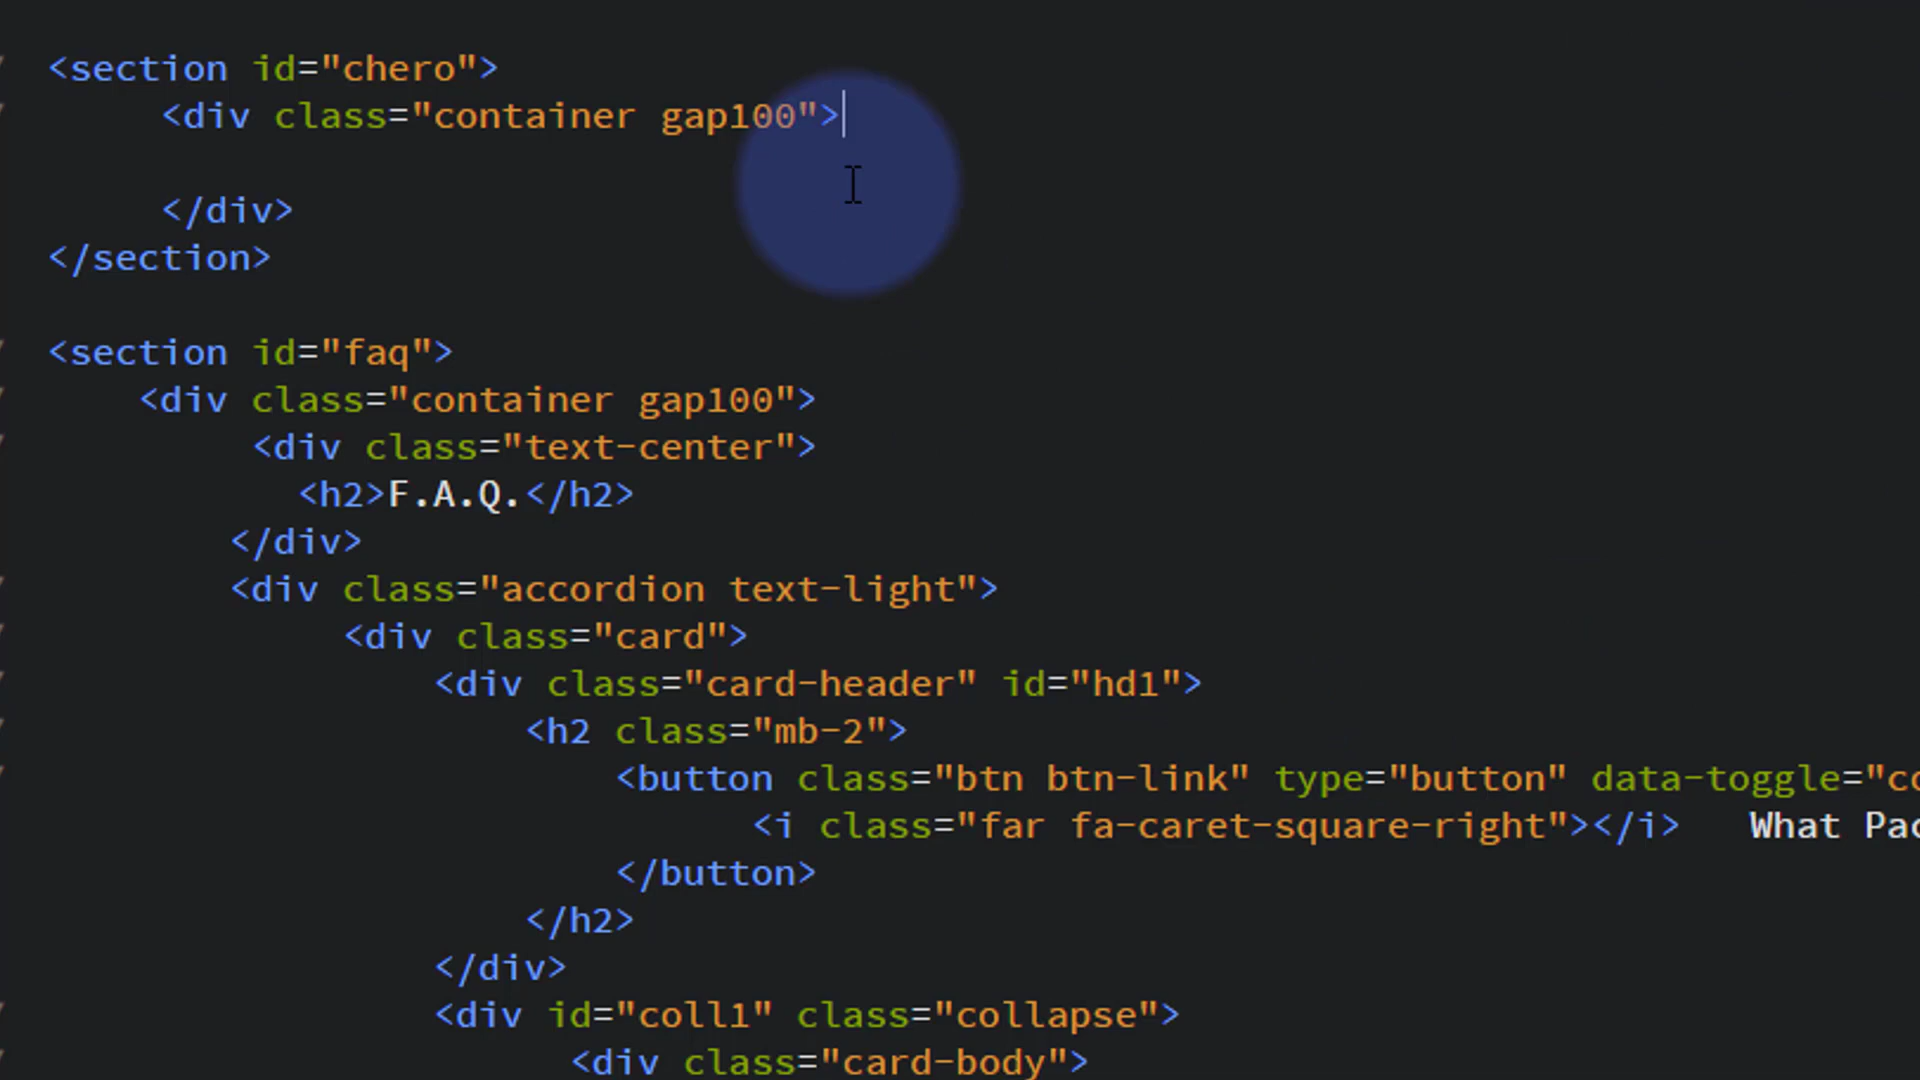 <section id="chero">
<div class="container gap100">
</div>
</section>
<section id="faq">
<div class="container gap100">
<div class="text-center">
<h2>F.A.Q.</h2>
</div>
<div class="accordion text-light">
<div class="card">
<div class="card-header" id="hd1">
<h2 class="mb-2">
<button class="btn btn-link" type="button" data-toggle="co
<i class="far fa-caret-square-right"></i> What Pac
</button>
</h2>
</div>
<div id="coll1" class="collapse">
<div class="card-body">